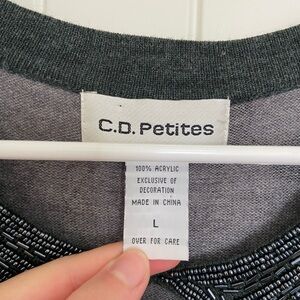 C.D. Petites
100% ACRYLIC
EXCLUSIVE OF
DECORATION
MADE IN CHINA
L
OVER FOR CARE